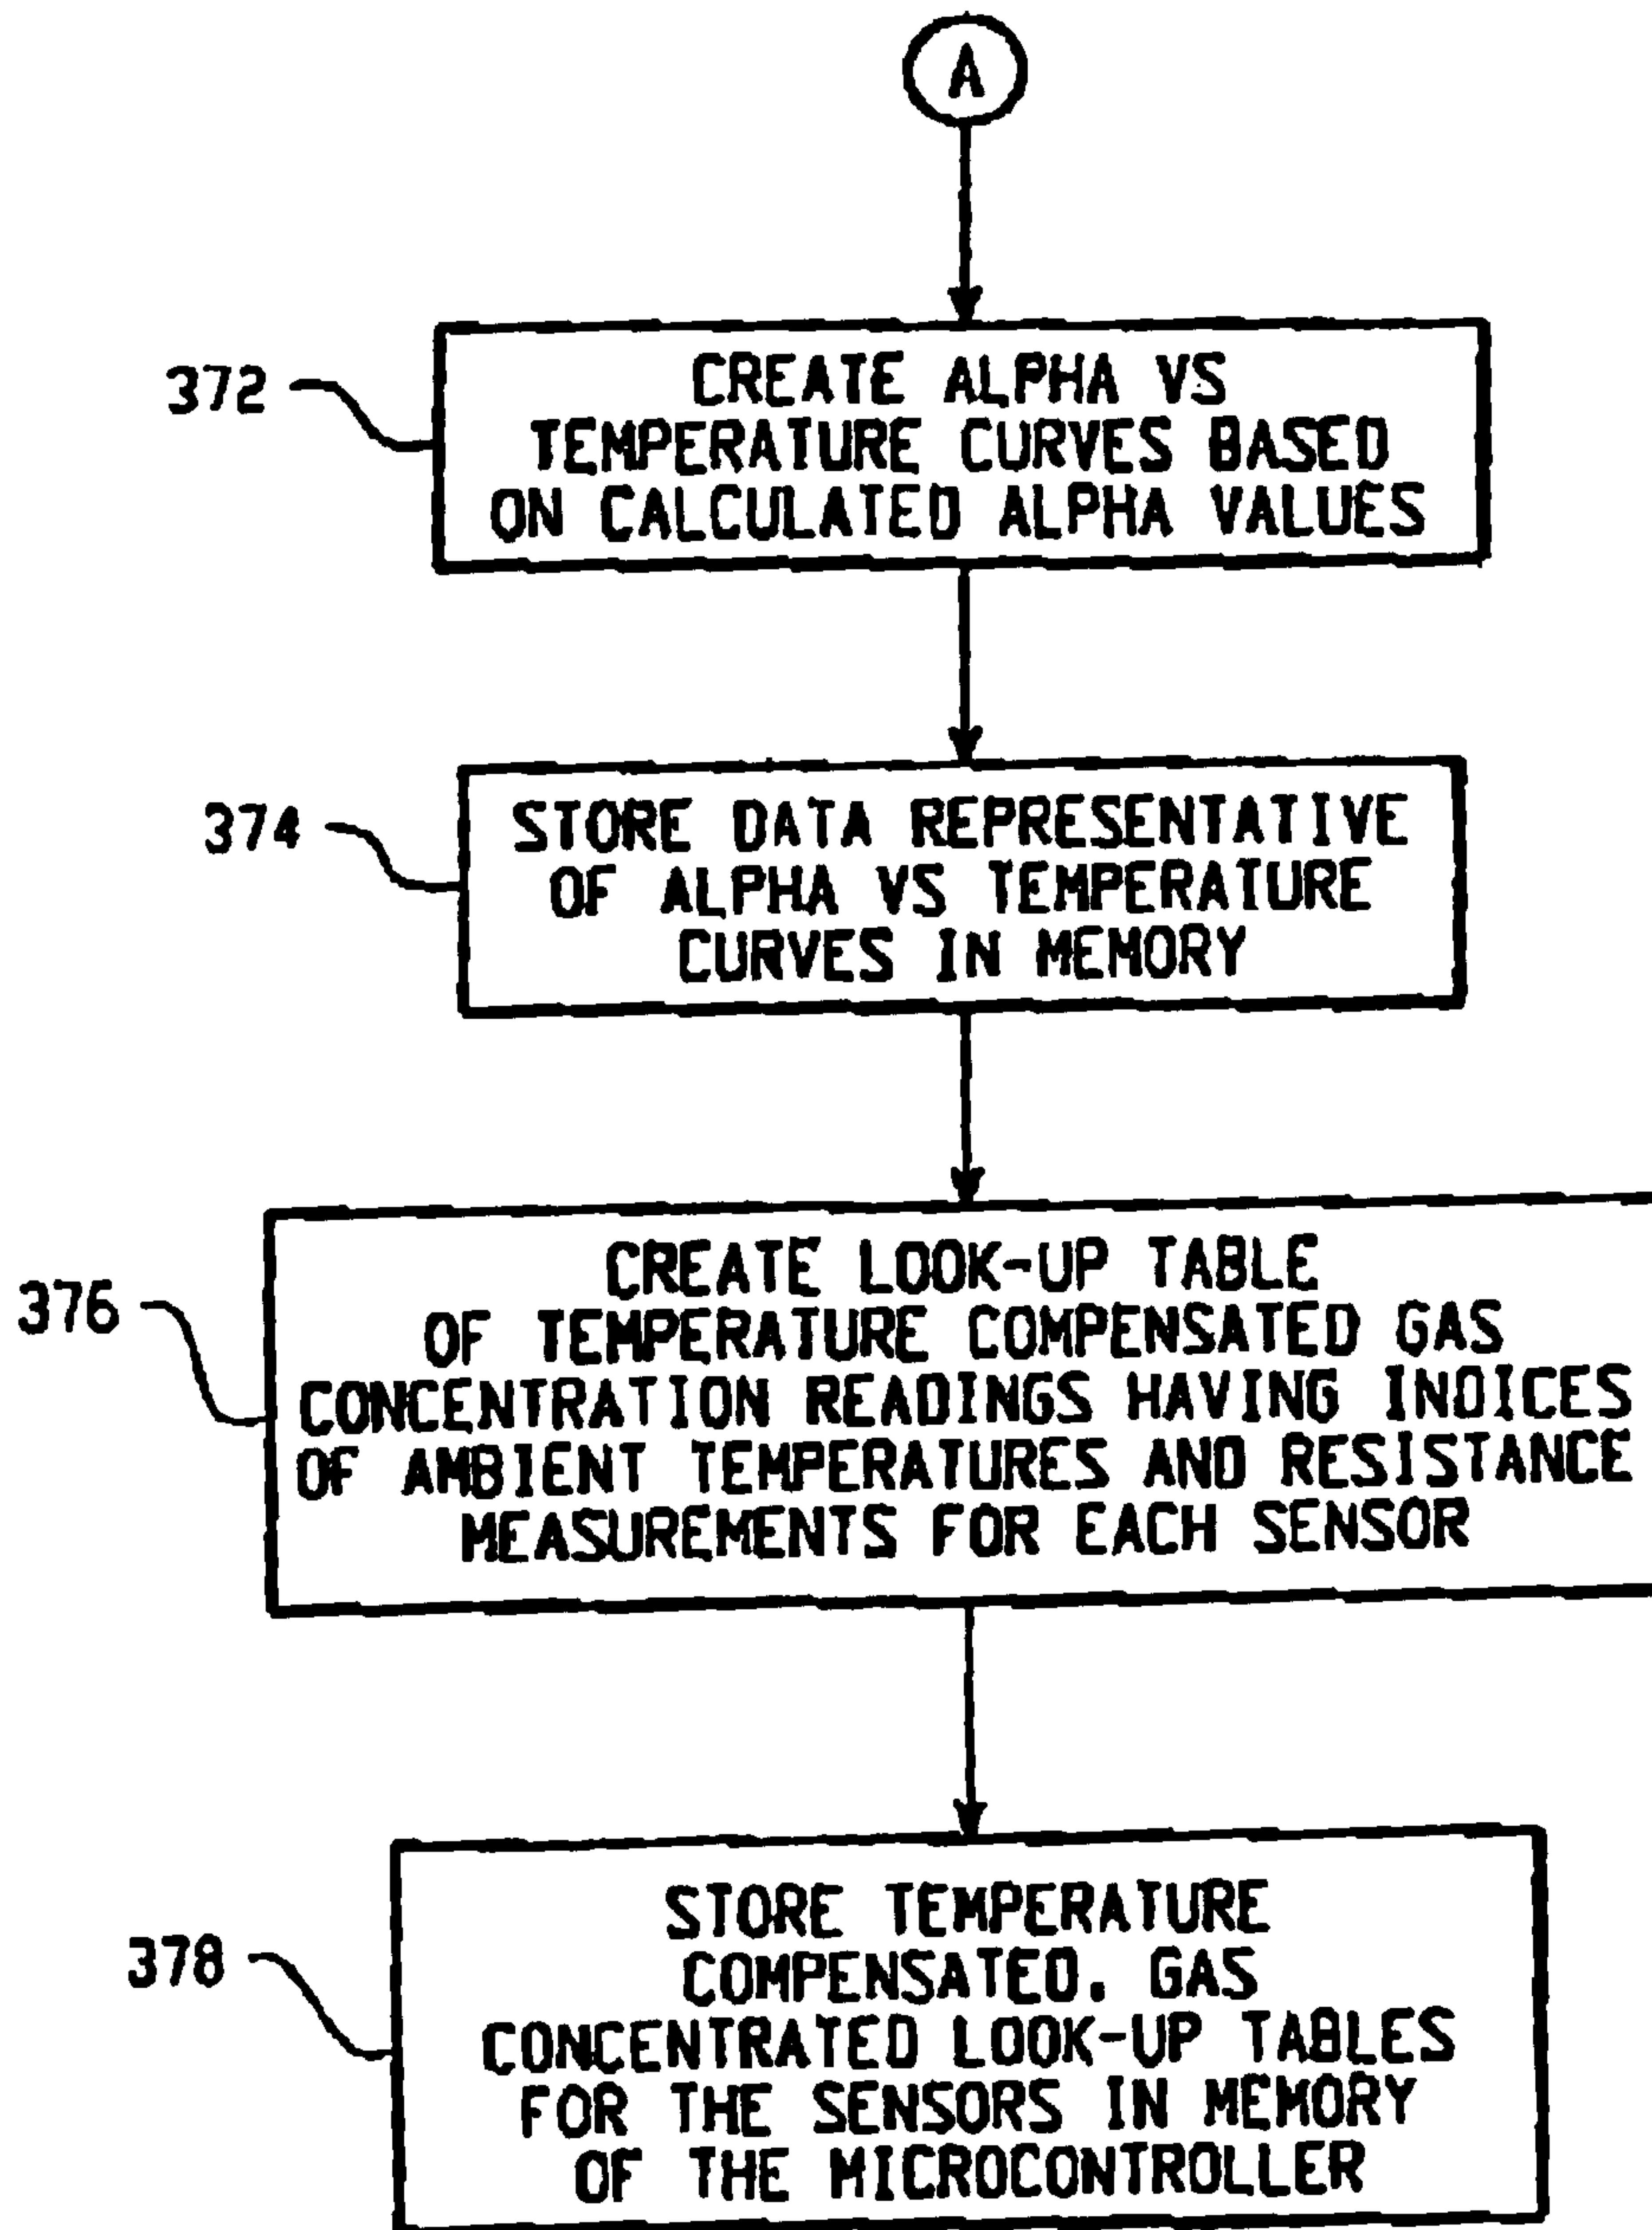 A
372
CREATE ALPHA VS
TEMPERATURE CURVES BASED
ON CALCULATED ALPHA VALUES
374
STORE DATA REPRESENTATIVE
OF ALPHA VS TEMPERATURE
CURVES IN MEMORY
376
CREATE LOOK-UP TABLE
OF TEMPERATURE COMPENSATED GAS
CONCENTRATION READINGS HAVING INDICES
OF AMBIENT TEMPERATURES AND RESISTANCE
MEASUREMENTS FOR EACH SENSOR
378
STORE TEMPERATURE
COMPENSATED. GAS
CONCENTRATED LOOK-UP TABLES
FOR THE SENSORS IN MEMORY
OF THE MICROCONTROLLER